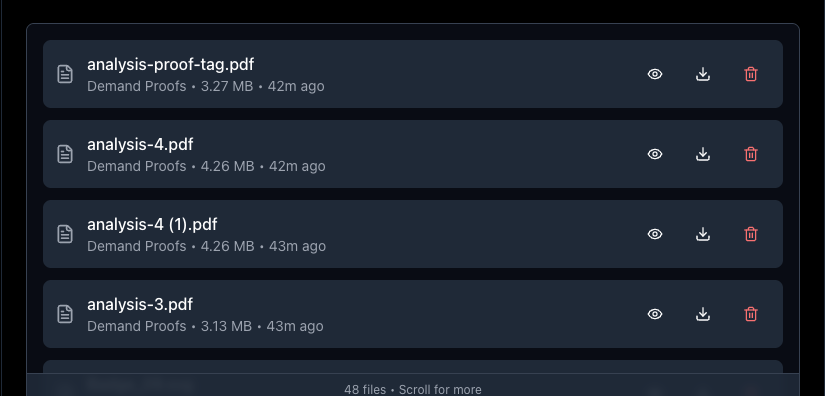 analysis-proof-tag.pdf
Demand Proofs • 3.27 MB • 42m ago
analysis-4.pdf
Demand Proofs • 4.26 MB • 42m ago
analysis-4 (1).pdf
Demand Proofs • 4.26 MB • 43m ago
analysis-3.pdf
Demand Proofs • 3.13 MB • 43m ago
48 files • Scroll for more